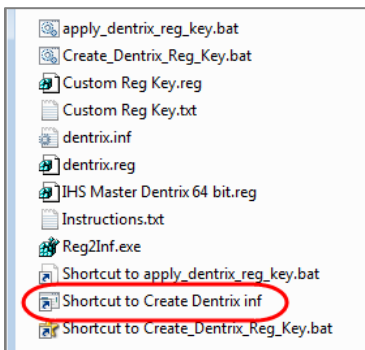 apply_dentrix_reg_key.bat
Create_Dentrix_Reg_Key.bat
Custom Reg Key.reg
Custom Reg Key.txt
dentrix.inf
dentrix.reg
IHS Master Dentrix 64 bit.reg
Instructions.txt
Reg2Inf.exe
Shortcut to apply_dentrix_reg_key.bat
Shortcut to Create Dentrix inf
Shortcut to Create_Dentrix_Reg_Key.bat